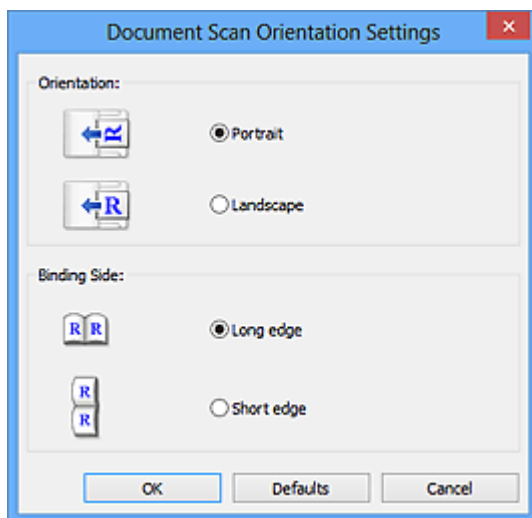 Document Scan Orientation Settings
Orientation:
R
Portrait
R
Landscape
Binding Side:
R R
Long edge
R
R
Short edge
OK Defaults Cancel